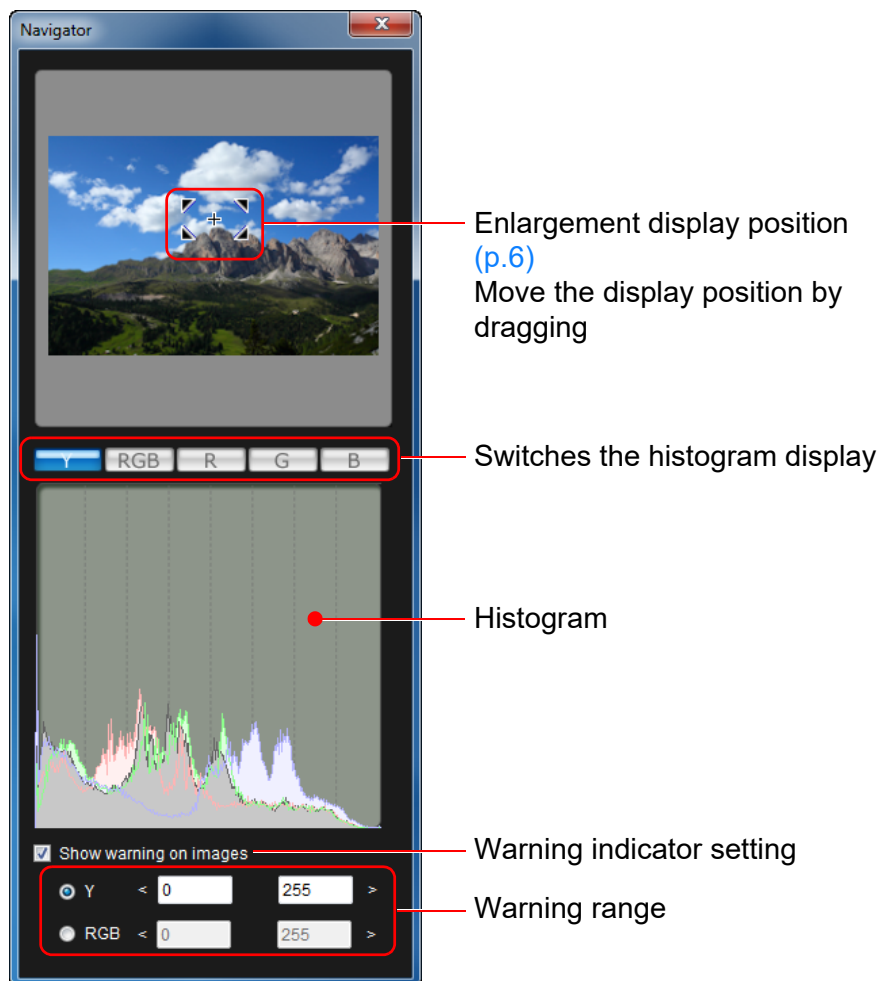 Navigator
Enlargement display position
(p.6)
Move the display position by
dragging
Y RGB R G B
Switches the histogram display
Histogram
Show warning on images
Warning indicator setting
Y < 0 255 >
Warning range
RGB < 0 255 >